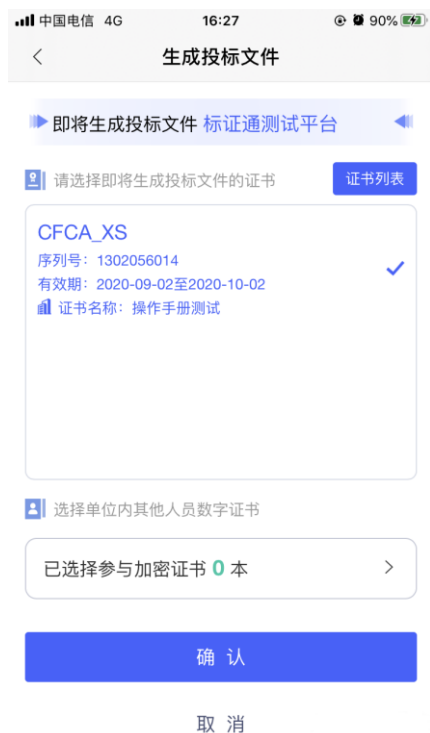 中国电信 4G 16:27 90%
生成投标文件
即将生成投标文件 标证通测试平台
请选择即将生成投标文件的证书 证书列表
CFCA_XS
序列号：1302056014
有效期：2020-09-02至2020-10-02
证书名称：操作手册测试
选择单位内其他人员数字证书
已选择参与加密证书 0 本
确 认
取 消